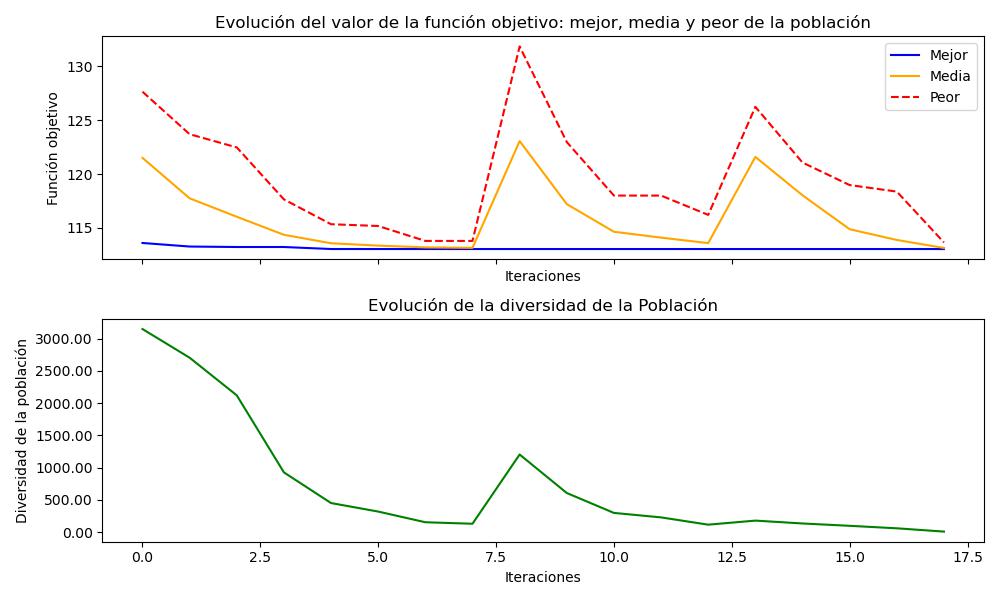 Evolución del valor de la función objetivo: mejor, media y peor de la población
Función objetivo
130
125
120
115
Mejor
Media
Peor
Iteraciones
Evolución de la diversidad de la Población
Diversidad de la población
3000.00
2500.00
2000.00
1500.00
1000.00
500.00
0.00
0.0 2.5 5.0 7.5 10.0 12.5 15.0 17.5
Iteraciones